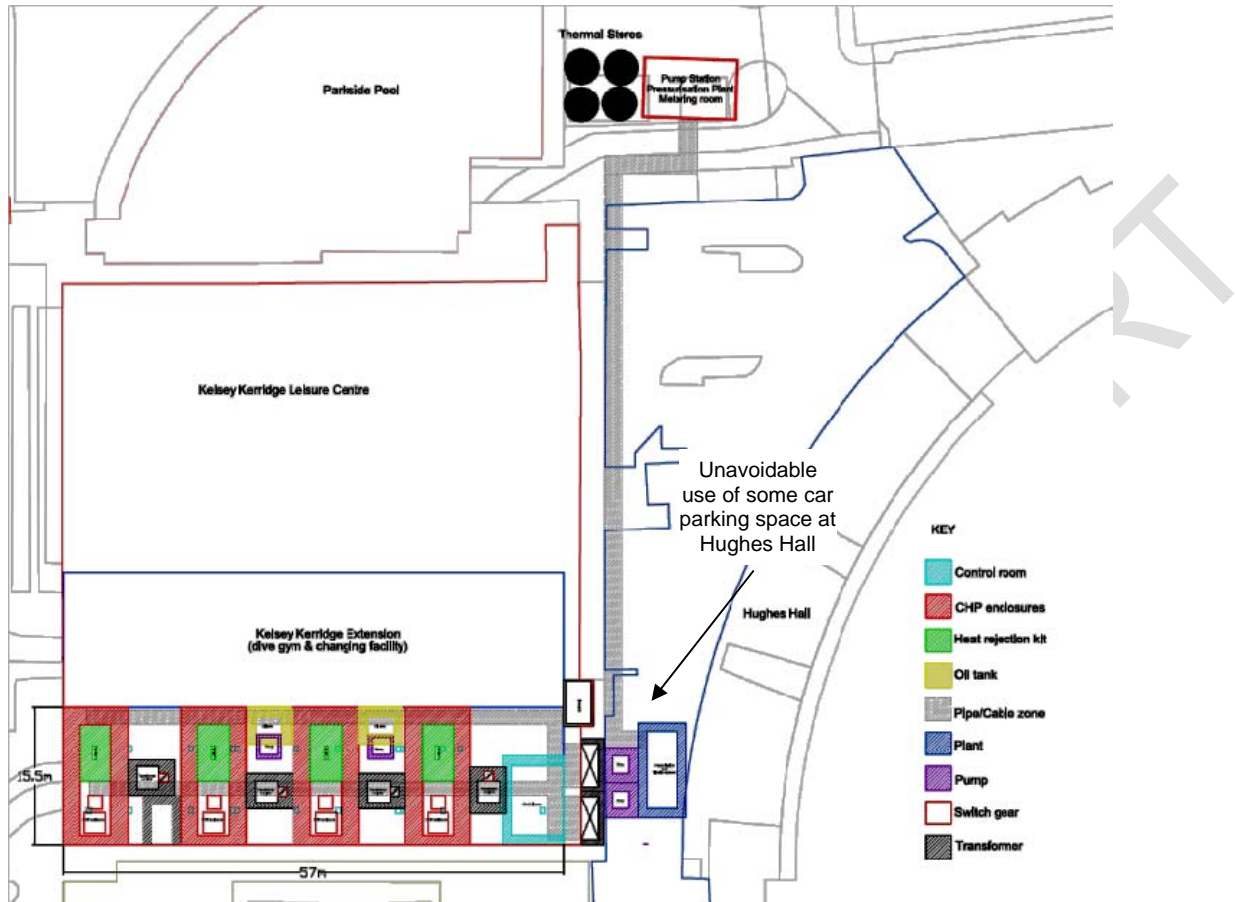 Thermal Stores
Parkside Pool
Pump Station
Pressurisation Plant
Metering room
Kelsey Kerridge Leisure Centre
Unavoidable
use of some car
parking space at
Hughes Hall
KEY
Control room
CHP enclosures
Heat rejection kit
Oil tank
Pipe/Cable zone
Plant
Pump
Switch gear
Transformer
Hughes Hall
Kelsey Kerridge Extension
(dive gym & changing facility)
5.5m
57m
RT